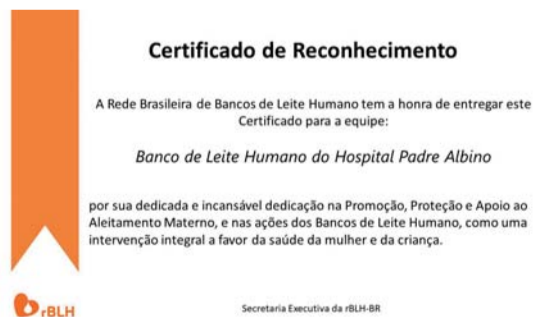 Certificado de Reconhecimento
A Rede Brasileira de Bancos de Leite Humano tem a honra de entregar este
Certificado para a equipe:
Banco de Leite Humano do Hospital Padre Albino
por sua dedicada e incansável dedicação na Promoção, Proteção e Apoio ao
Aleitamento Materno, e nas ações dos Bancos de Leite Humano, como uma
intervenção integral a favor da saúde da mulher e da criança.
rBLH
Secretaria Executiva da rBLH-BR